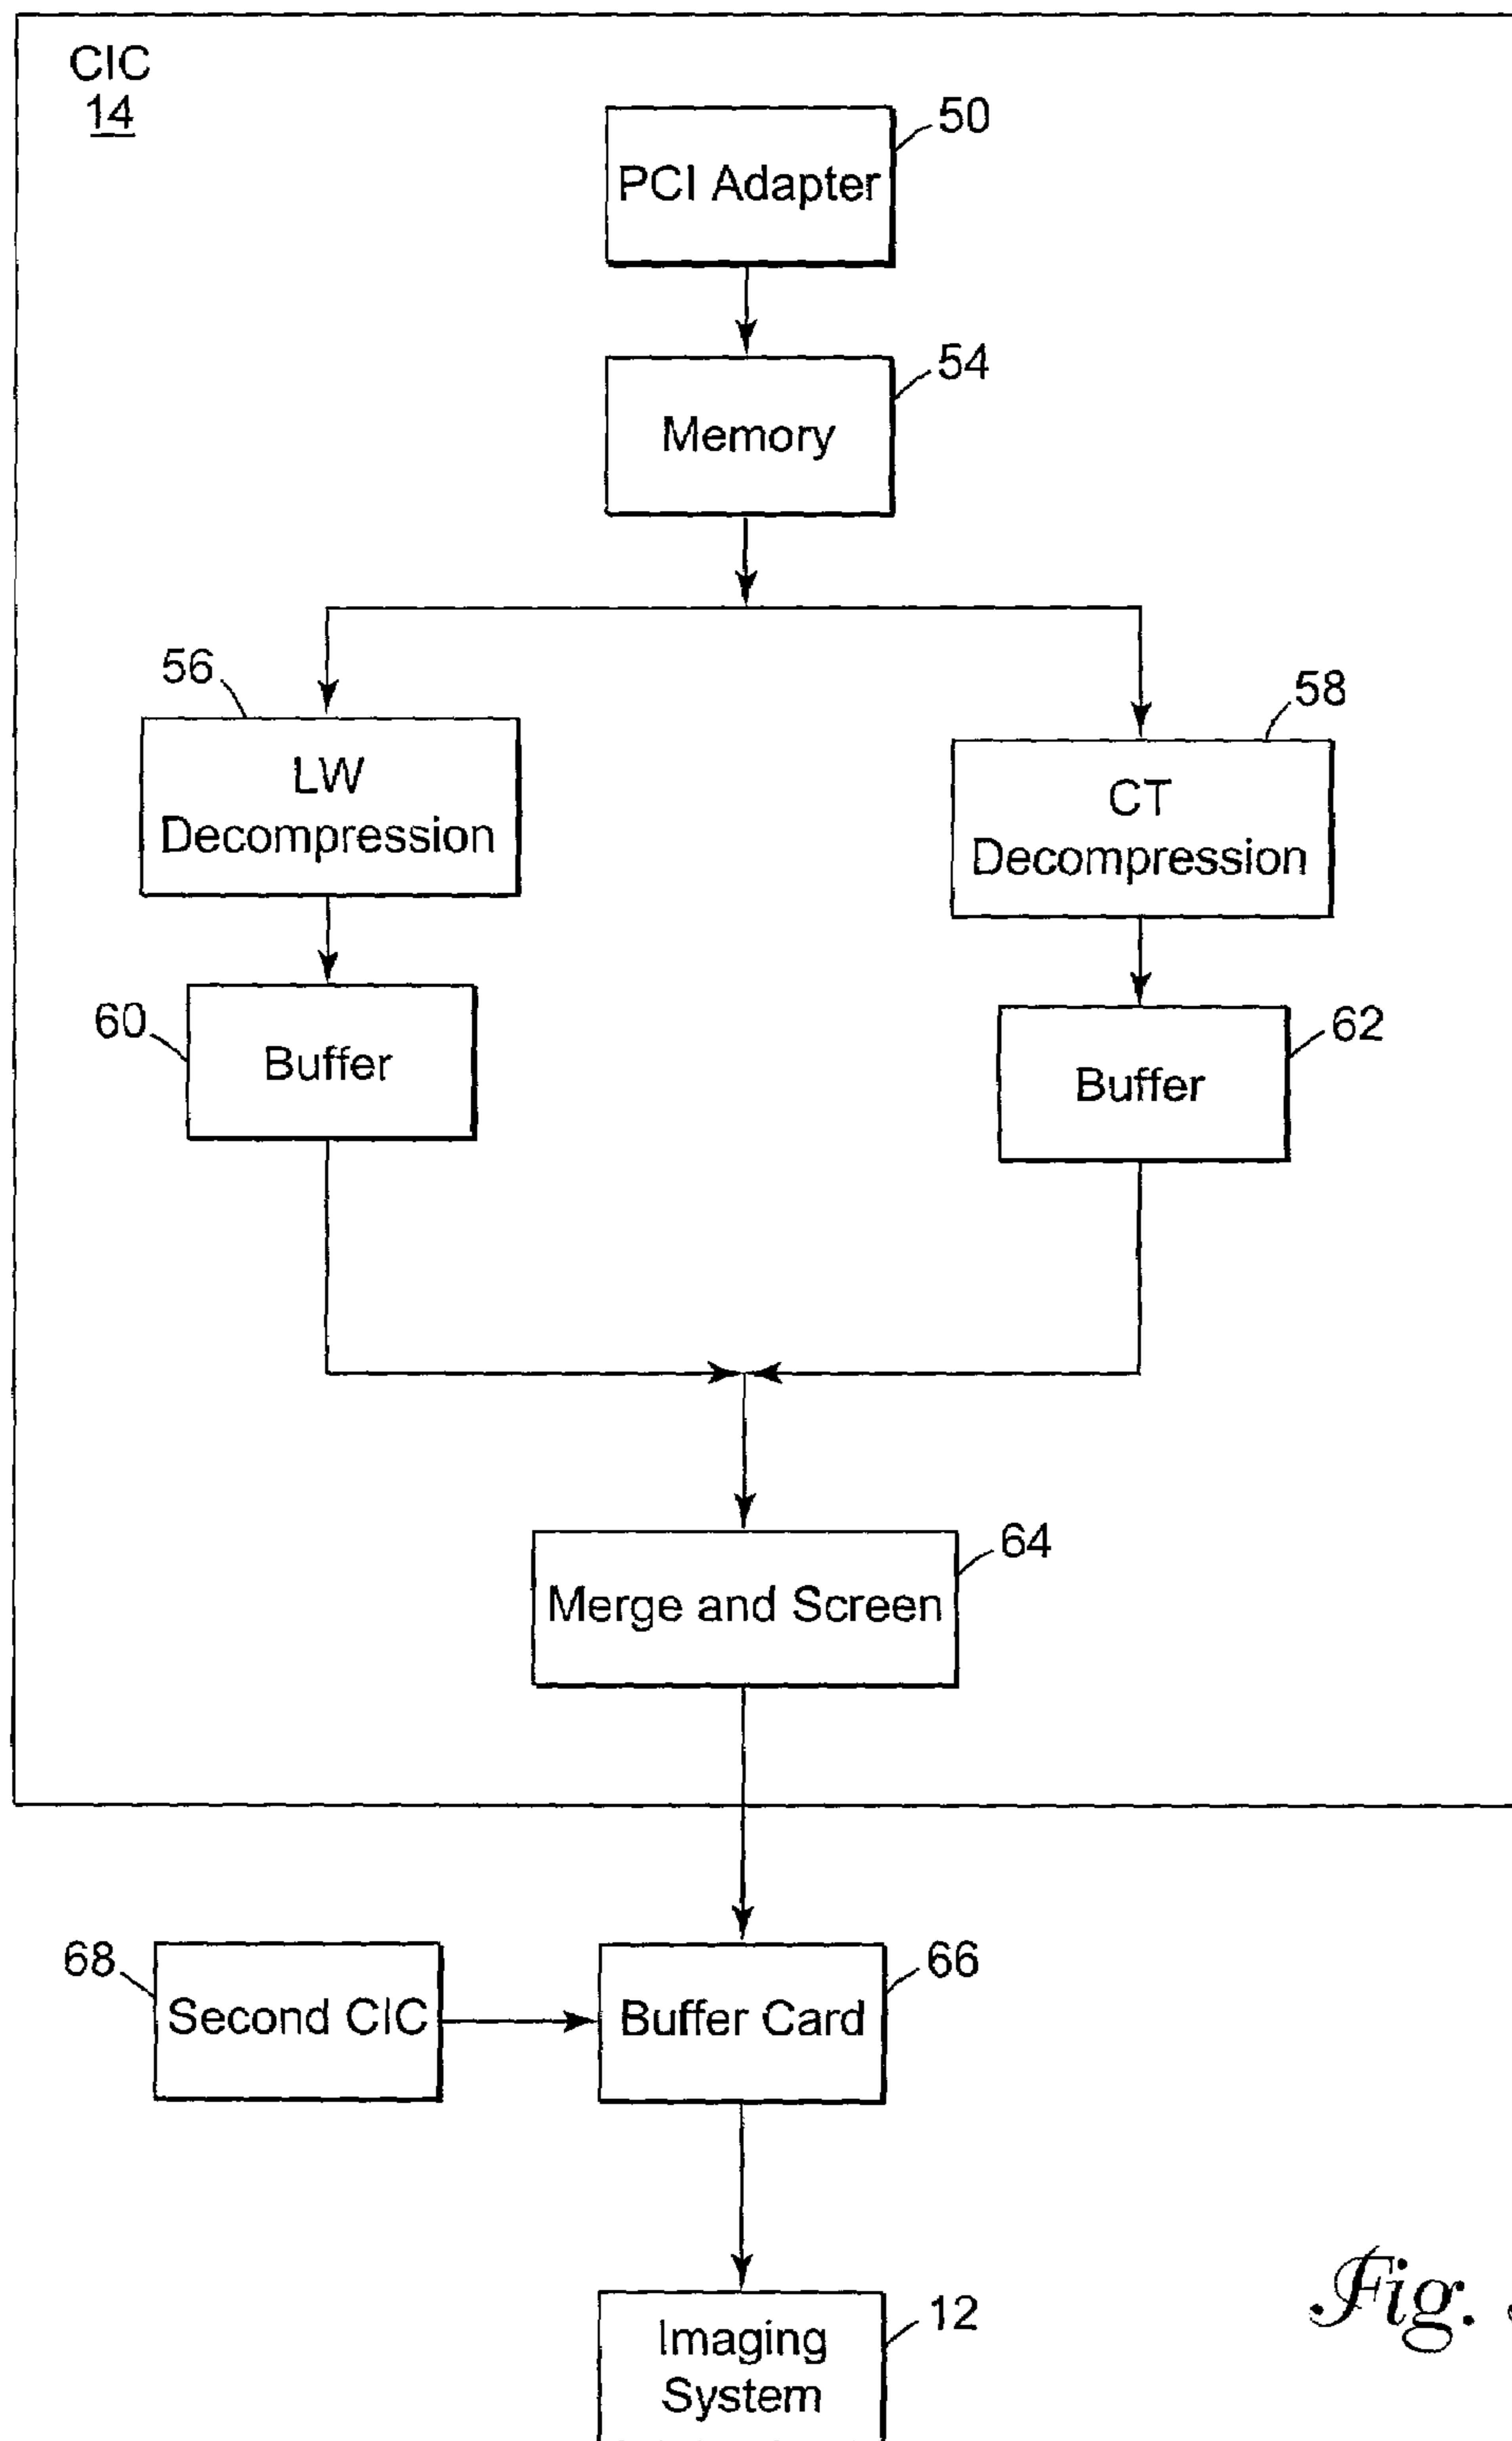 CIC
14
50
PCI Adapter
54
Memory
56
58
LW
Decompression
CT
Decompression
60
Buffer
62
Buffer
64
Merge and Screen
68
Second CIC
66
Buffer Card
12
Imaging
System
Fig.